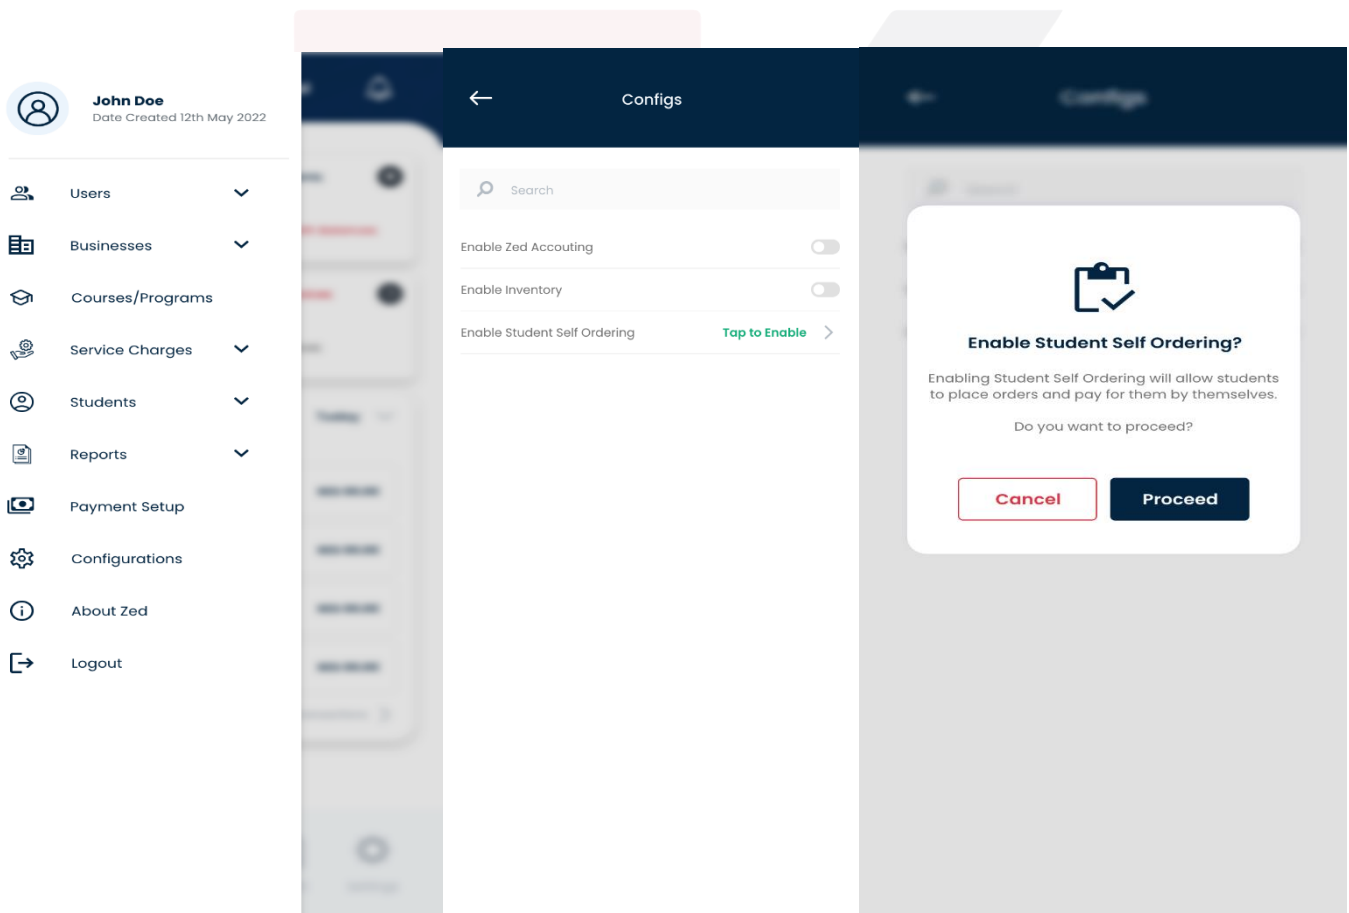 John Doe
Date Created 12th May 2022
Users
Businesses
Courses/Programs
Service Charges
Students
Reports
Payment Setup
Configurations
About Zed
Logout
Today
Configs
Search
Enable Zed Accouting
Enable Inventory
Enable Student Self Ordering Tap to Enable
Configs
Enable Student Self Ordering?
Enabling Student Self Ordering will allow students
to place orders and pay for them by themselves.
Do you want to proceed?
Cancel Proceed